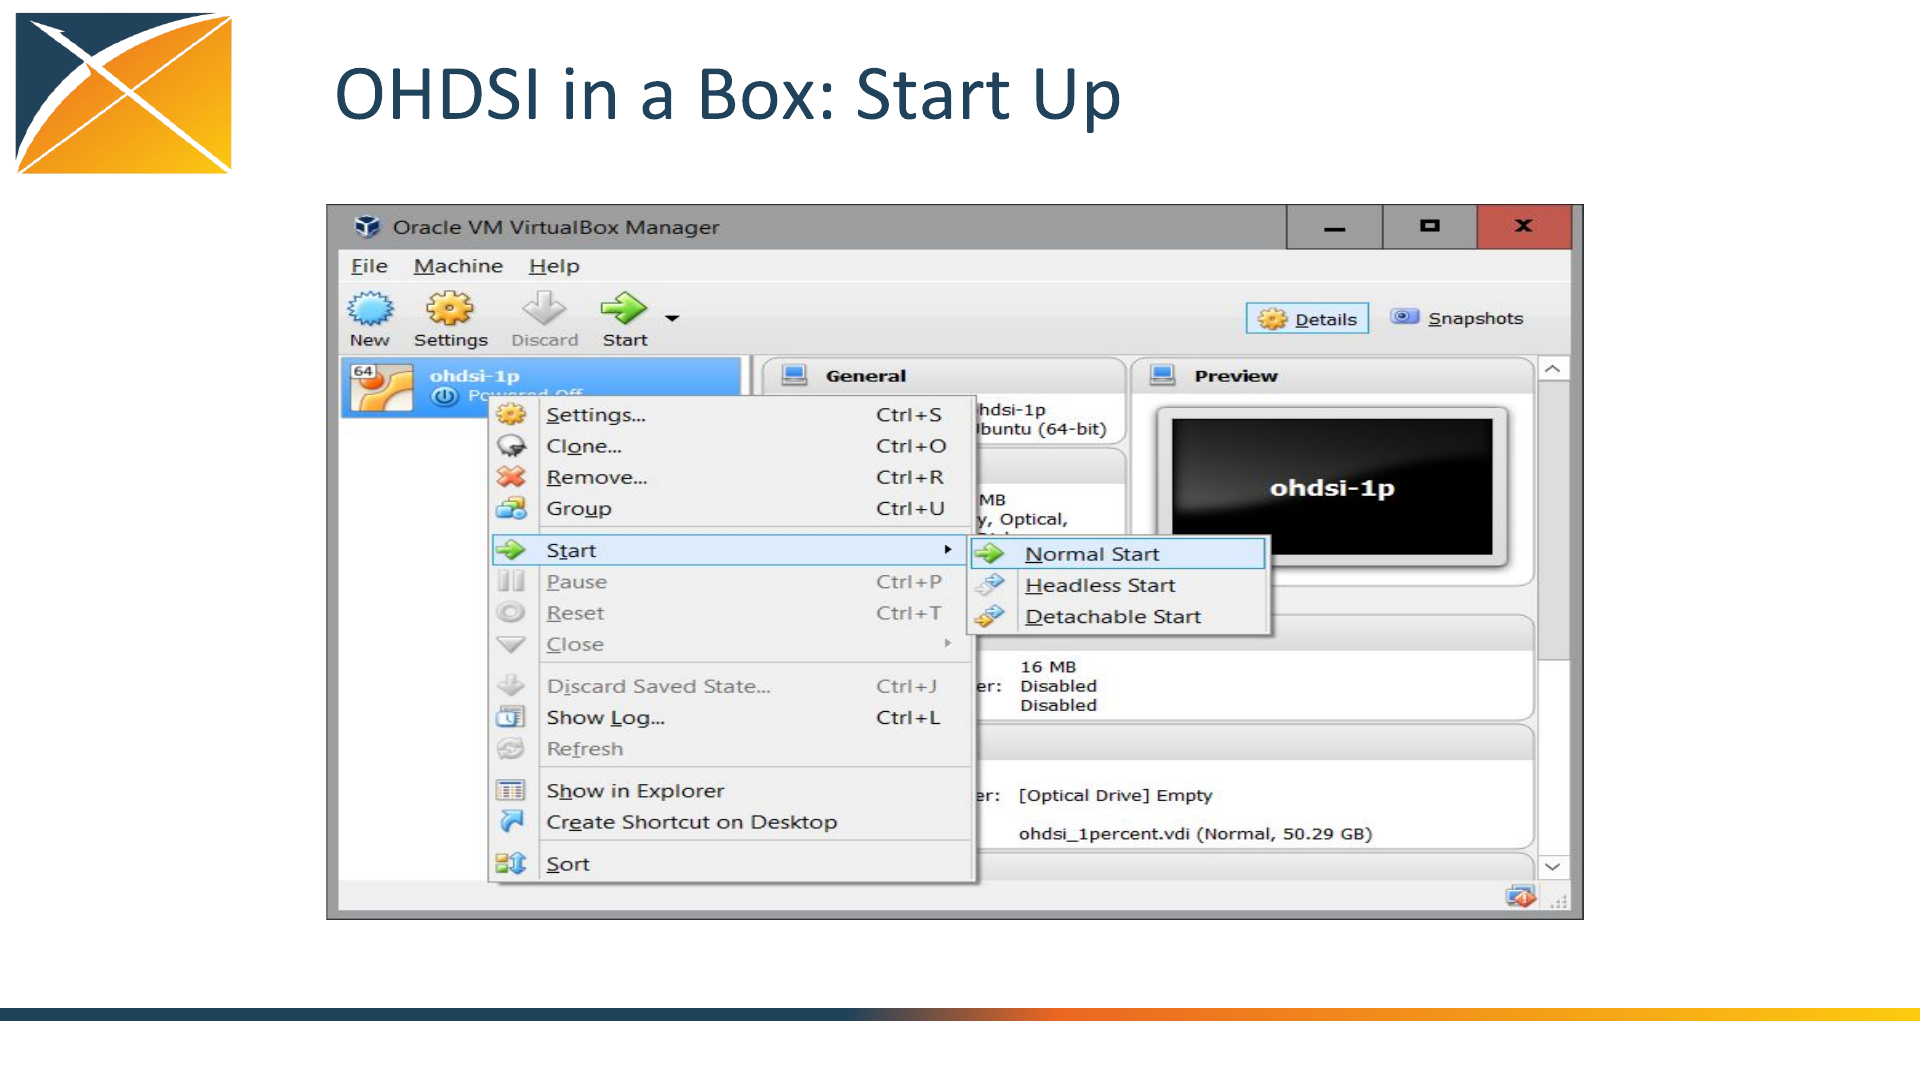 OHDSI in a Box: Start Up
Oracle VM VirtualBox Manager
File Machine Help
New Settings Discard Start
Details Snapshots
64
ohdsi-1p
General
Preview
Settings... Ctrl+S
Clone... Ctrl+O
Remove... Ctrl+R
Group Ctrl+U
Start
Pause Ctrl+P
Reset Ctrl+T
Close
Discard Saved State... Ctrl+J
Show Log... Ctrl+L
Refresh
Show in Explorer
Create Shortcut on Desktop
Sort
Normal Start
Headless Start
Detachable Start
hdsi-1p
buntu (64-bit)
MB
y, Optical,
ohdsi-1p
16 MB
er: Disabled
Disabled
er: [Optical Drive] Empty
ohdsi_1percent.vdi (Normal, 50.29 GB)